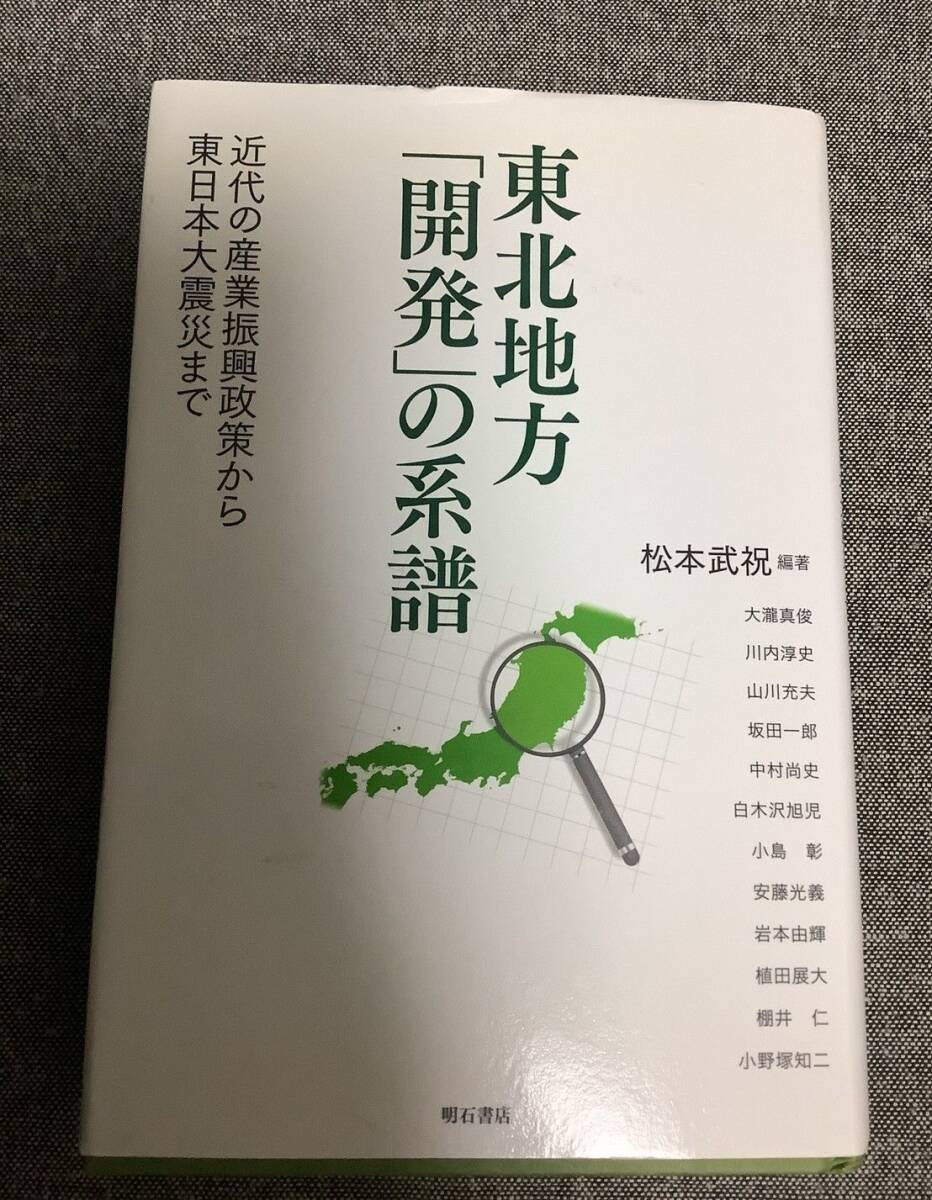 東北地方
「開発」の系譜
近代の産業振興政策から
東日本大震災まで
松本武祝 編著
大瀧真俊
川内淳史
山川充夫
坂田一郎
中村尚史
白木沢旭児
小島 彰
安藤光義
岩本由輝
植田展大
棚井 仁
小野塚知二
明石書店